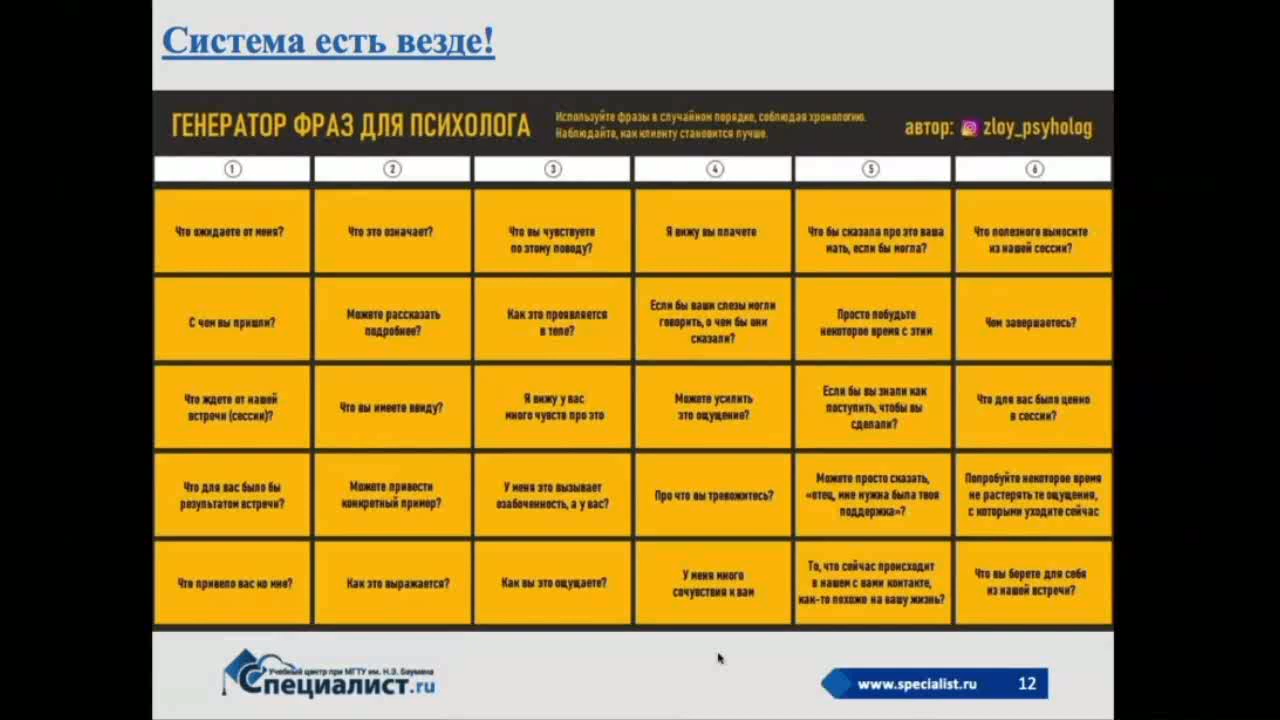 Система есть везде!
ГЕНЕРАТОР ФРАЗ ДЛЯ ПСИХОЛОГА
Используйте фразы в случайном порядке, соблюдая хронологию.
Наблюдайте, как клиенту становится лучше.
автор: zloy_psyholog
1 2 3 4 5 6
Что ожидаете от меня?
Что это означает?
Что вы чувствуете
по этому поводу?
Я вижу вы плачете
Что бы сказала про это ваша
мать, если бы могла?
Что полезного выносите
из нашей сессии?
С чем вы пришли?
Можете рассказать
подробнее?
Как это проявляется
в теле?
Если бы ваши слезы могли
говорить, о чем бы они
сказали?
Просто побудьте
некоторое время с этим
Чем завершаетесь?
Что ждете от нашей
встречи (сессии)?
Что вы имеете ввиду?
Я вижу у вас
много чувств про это
Можете усилить
это ощущение?
Если бы вы знали как
поступить, чтобы вы
сделали?
Что для вас было ценно
в сессии?
Что для вас было бы
результатом встречи?
Можете привести
конкретный пример?
У меня это вызывает
озабоченность, а у вас?
Про что вы тревожитесь?
Можете просто сказать,
«отец, мне нужна была твоя
поддержка»?
Попробуйте некоторое время
не растерять те ощущения,
с которыми уходите сейчас
Что привело вас ко мне?
Как это выражается?
Как вы это ощущаете?
У меня много
сочувствия к вам
То, что сейчас происходит
в нашем с вами контакте,
как-то похоже на вашу жизнь?
Что вы берете для себя
из нашей встречи?
Учебный центр при МГТУ им. Н.Э. Баумана
Специалист.ru
www.specialist.ru 12